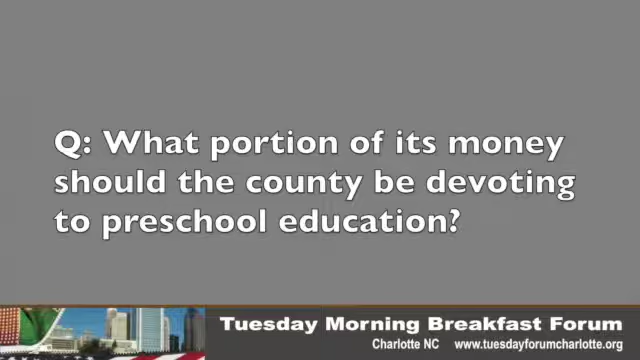 Q: What portion of its money
should the county be devoting
to preschool education?
Tuesday Morning Breakfast Forum
Charlotte NC www.tuesdayforumcharlotte.org